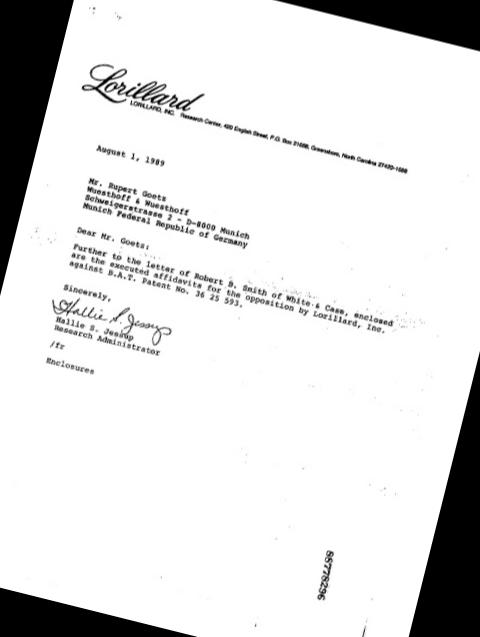 Lorillard
LORILLARD, INC. Research Center, 420 English Street, P.O. Box 21688, Greensboro, North Carolina 27420-1688
August 1, 1989
Mr. Rupert Goetz
Wuesthoff & Wuesthoff
Schweigerstrasse 2 - D-8000 Munich
Munich Federal Republic of Germany
Dear Mr. Goetz:
Further to the letter of Robert B. Smith of White & Case, enclosed
are the executed affidavits for the opposition by Lorillard, Inc.
against B.A.T. Patent No. 36 25 593.
Sincerely,
Hallie S. Jessup
Hallie S. Jessup
Research Administrator
/fr
Enclosures
88778296